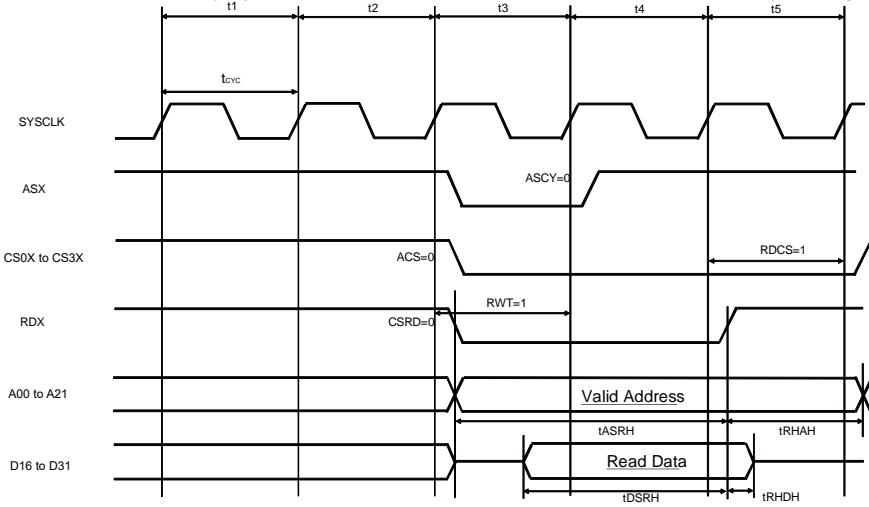 t1 t2 t3 t4 t5
tCYC
SYSCLK
ASX
ASCY=0
CS0X to CS3X
ACS=0
RDCS=1
RDX
CSRD=0
RWT=1
A00 to A21
Valid Address
tASRH
tRHAH
D16 to D31
Read Data
tDSRH
tRHDH